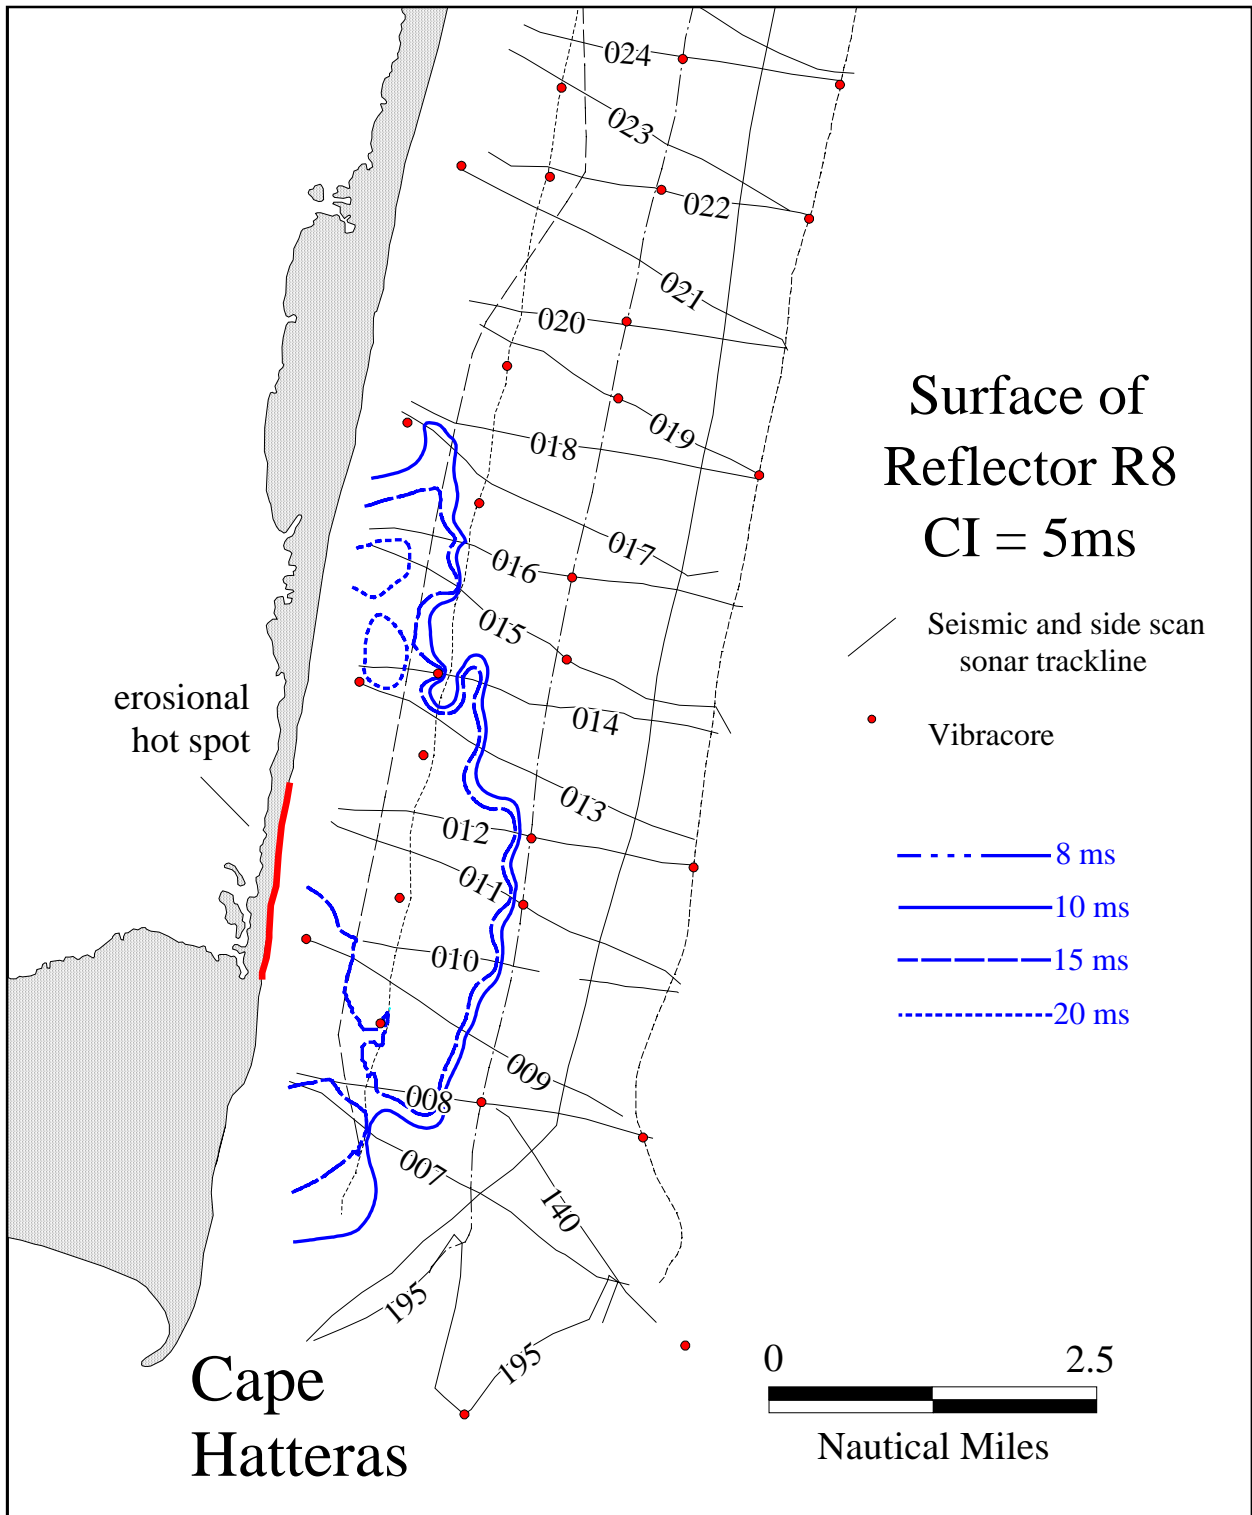 024
023
022
021
020
019
018
017
016
015
014
013
012
011
010
009
008
007
140
195
195
Surface of
Reflector R8
CI = 5ms
Seismic and side scan
sonar trackline
Vibracore
erosional
hot spot
8 ms
10 ms
15 ms
20 ms
0 2.5
Nautical Miles
Cape
Hatteras